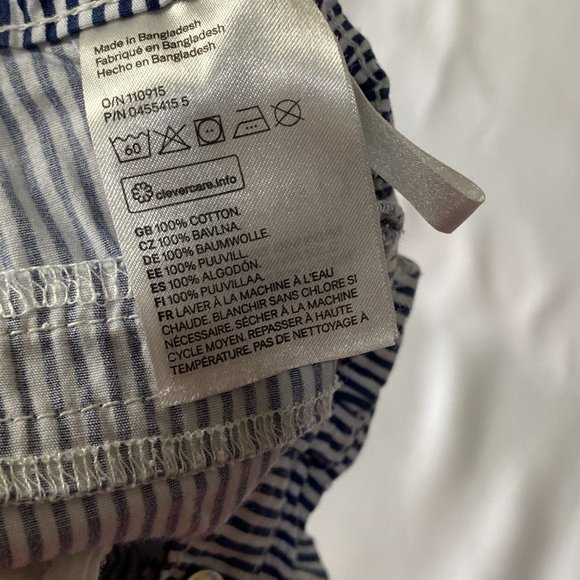 Made in Bangladesh
Fabriqué en Bangladesh
Hecho en Bangladesh
O/N 110915
P/N 0455415 5
60
clevercare.info
GB 100% COTTON.
CZ 100% BAVLNA.
DE 100% BAUMWOLLE.
EE 100% PUUVILL.
ES 100% ALGODÓN.
FI 100% PUUVILLAA.
FR LAVER À LA MACHINE À L'EAU
CHAUDE. BLANCHIR SANS CHLORE SI
NÉCESSAIRE. SÉCHER À LA MACHINE
CYCLE MOYEN. REPASSER À HAUTE
TEMPÉRATURE. PAS DE NETTOYAGE À